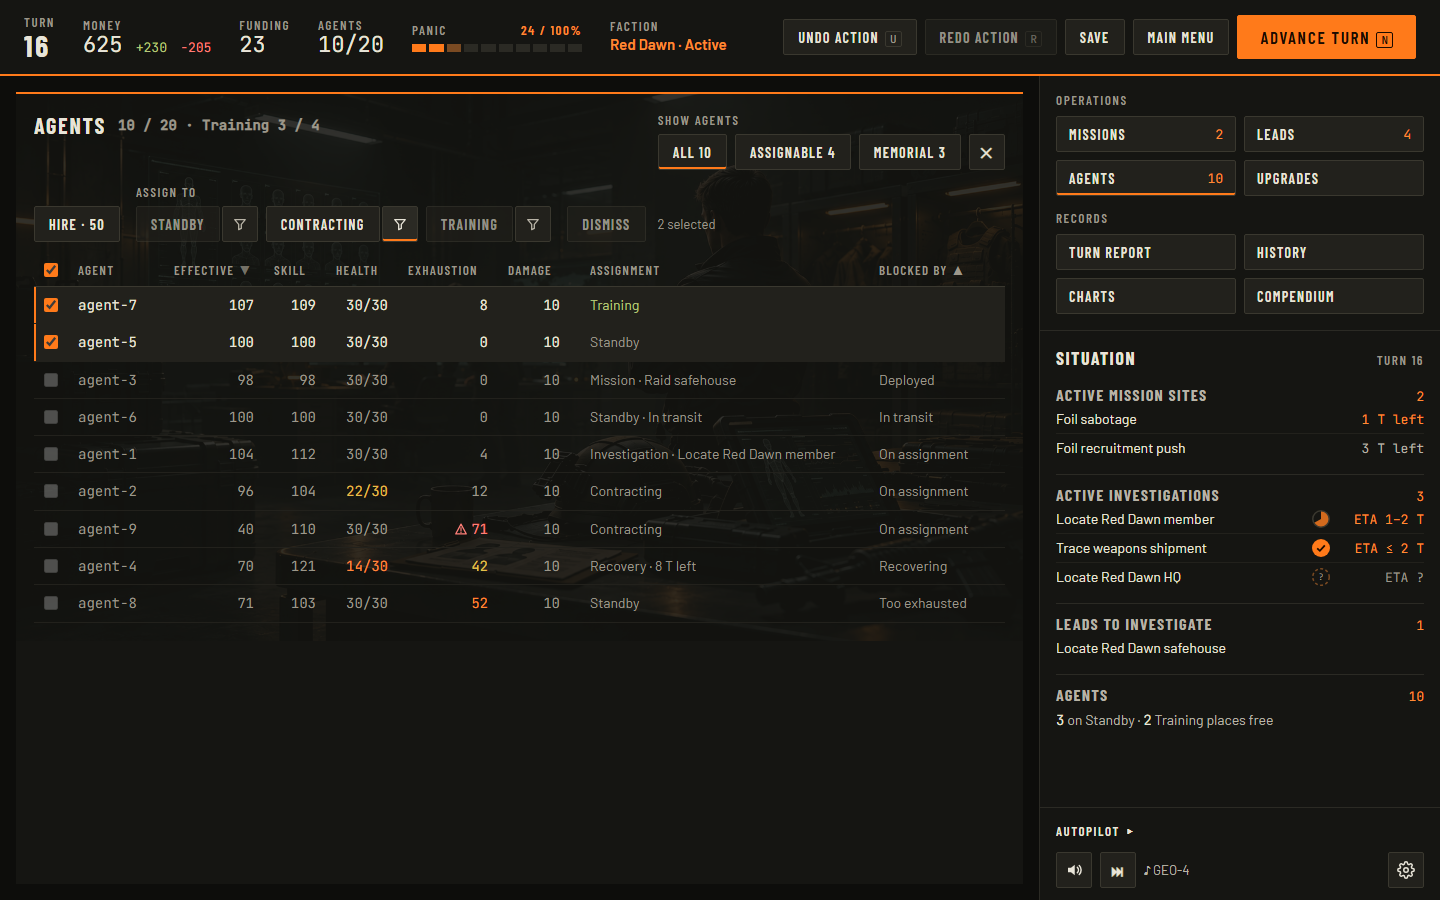 TURN
16
MONEY
625 +230 -205
FUNDING
23
AGENTS
10/20
PANIC 24 / 100%
FACTION
Red Dawn · Active
UNDO ACTION U
REDO ACTION R
SAVE
MAIN MENU
ADVANCE TURN N
AGENTS 10 / 20 · Training 3 / 4
SHOW AGENTS
ALL 10
ASSIGNABLE 4
MEMORIAL 3
ASSIGN TO
HIRE · 50
STANDBY
CONTRACTING
TRAINING
DISMISS
2 selected
AGENT EFFECTIVE ▼ SKILL HEALTH EXHAUSTION DAMAGE ASSIGNMENT BLOCKED BY ▲
agent-7 107 109 30/30 8 10 Training
agent-5 100 100 30/30 0 10 Standby
agent-3 98 98 30/30 0 10 Mission · Raid safehouse Deployed
agent-6 100 100 30/30 0 10 Standby · In transit In transit
agent-1 104 112 30/30 4 10 Investigation · Locate Red Dawn member On assignment
agent-2 96 104 22/30 12 10 Contracting On assignment
agent-9 40 110 30/30 71 10 Contracting On assignment
agent-4 70 121 14/30 42 10 Recovery · 8 T left Recovering
agent-8 71 103 30/30 52 10 Standby Too exhausted
OPERATIONS
MISSIONS 2
LEADS 4
AGENTS 10
UPGRADES
RECORDS
TURN REPORT
HISTORY
CHARTS
COMPENDIUM
SITUATION TURN 16
ACTIVE MISSION SITES 2
Foil sabotage 1 T left
Foil recruitment push 3 T left
ACTIVE INVESTIGATIONS 3
Locate Red Dawn member ETA 1–2 T
Trace weapons shipment ETA ≤ 2 T
Locate Red Dawn HQ ? ETA ?
LEADS TO INVESTIGATE 1
Locate Red Dawn safehouse
AGENTS 10
3 on Standby · 2 Training places free
AUTOPILOT ▸
♪ GEO-4